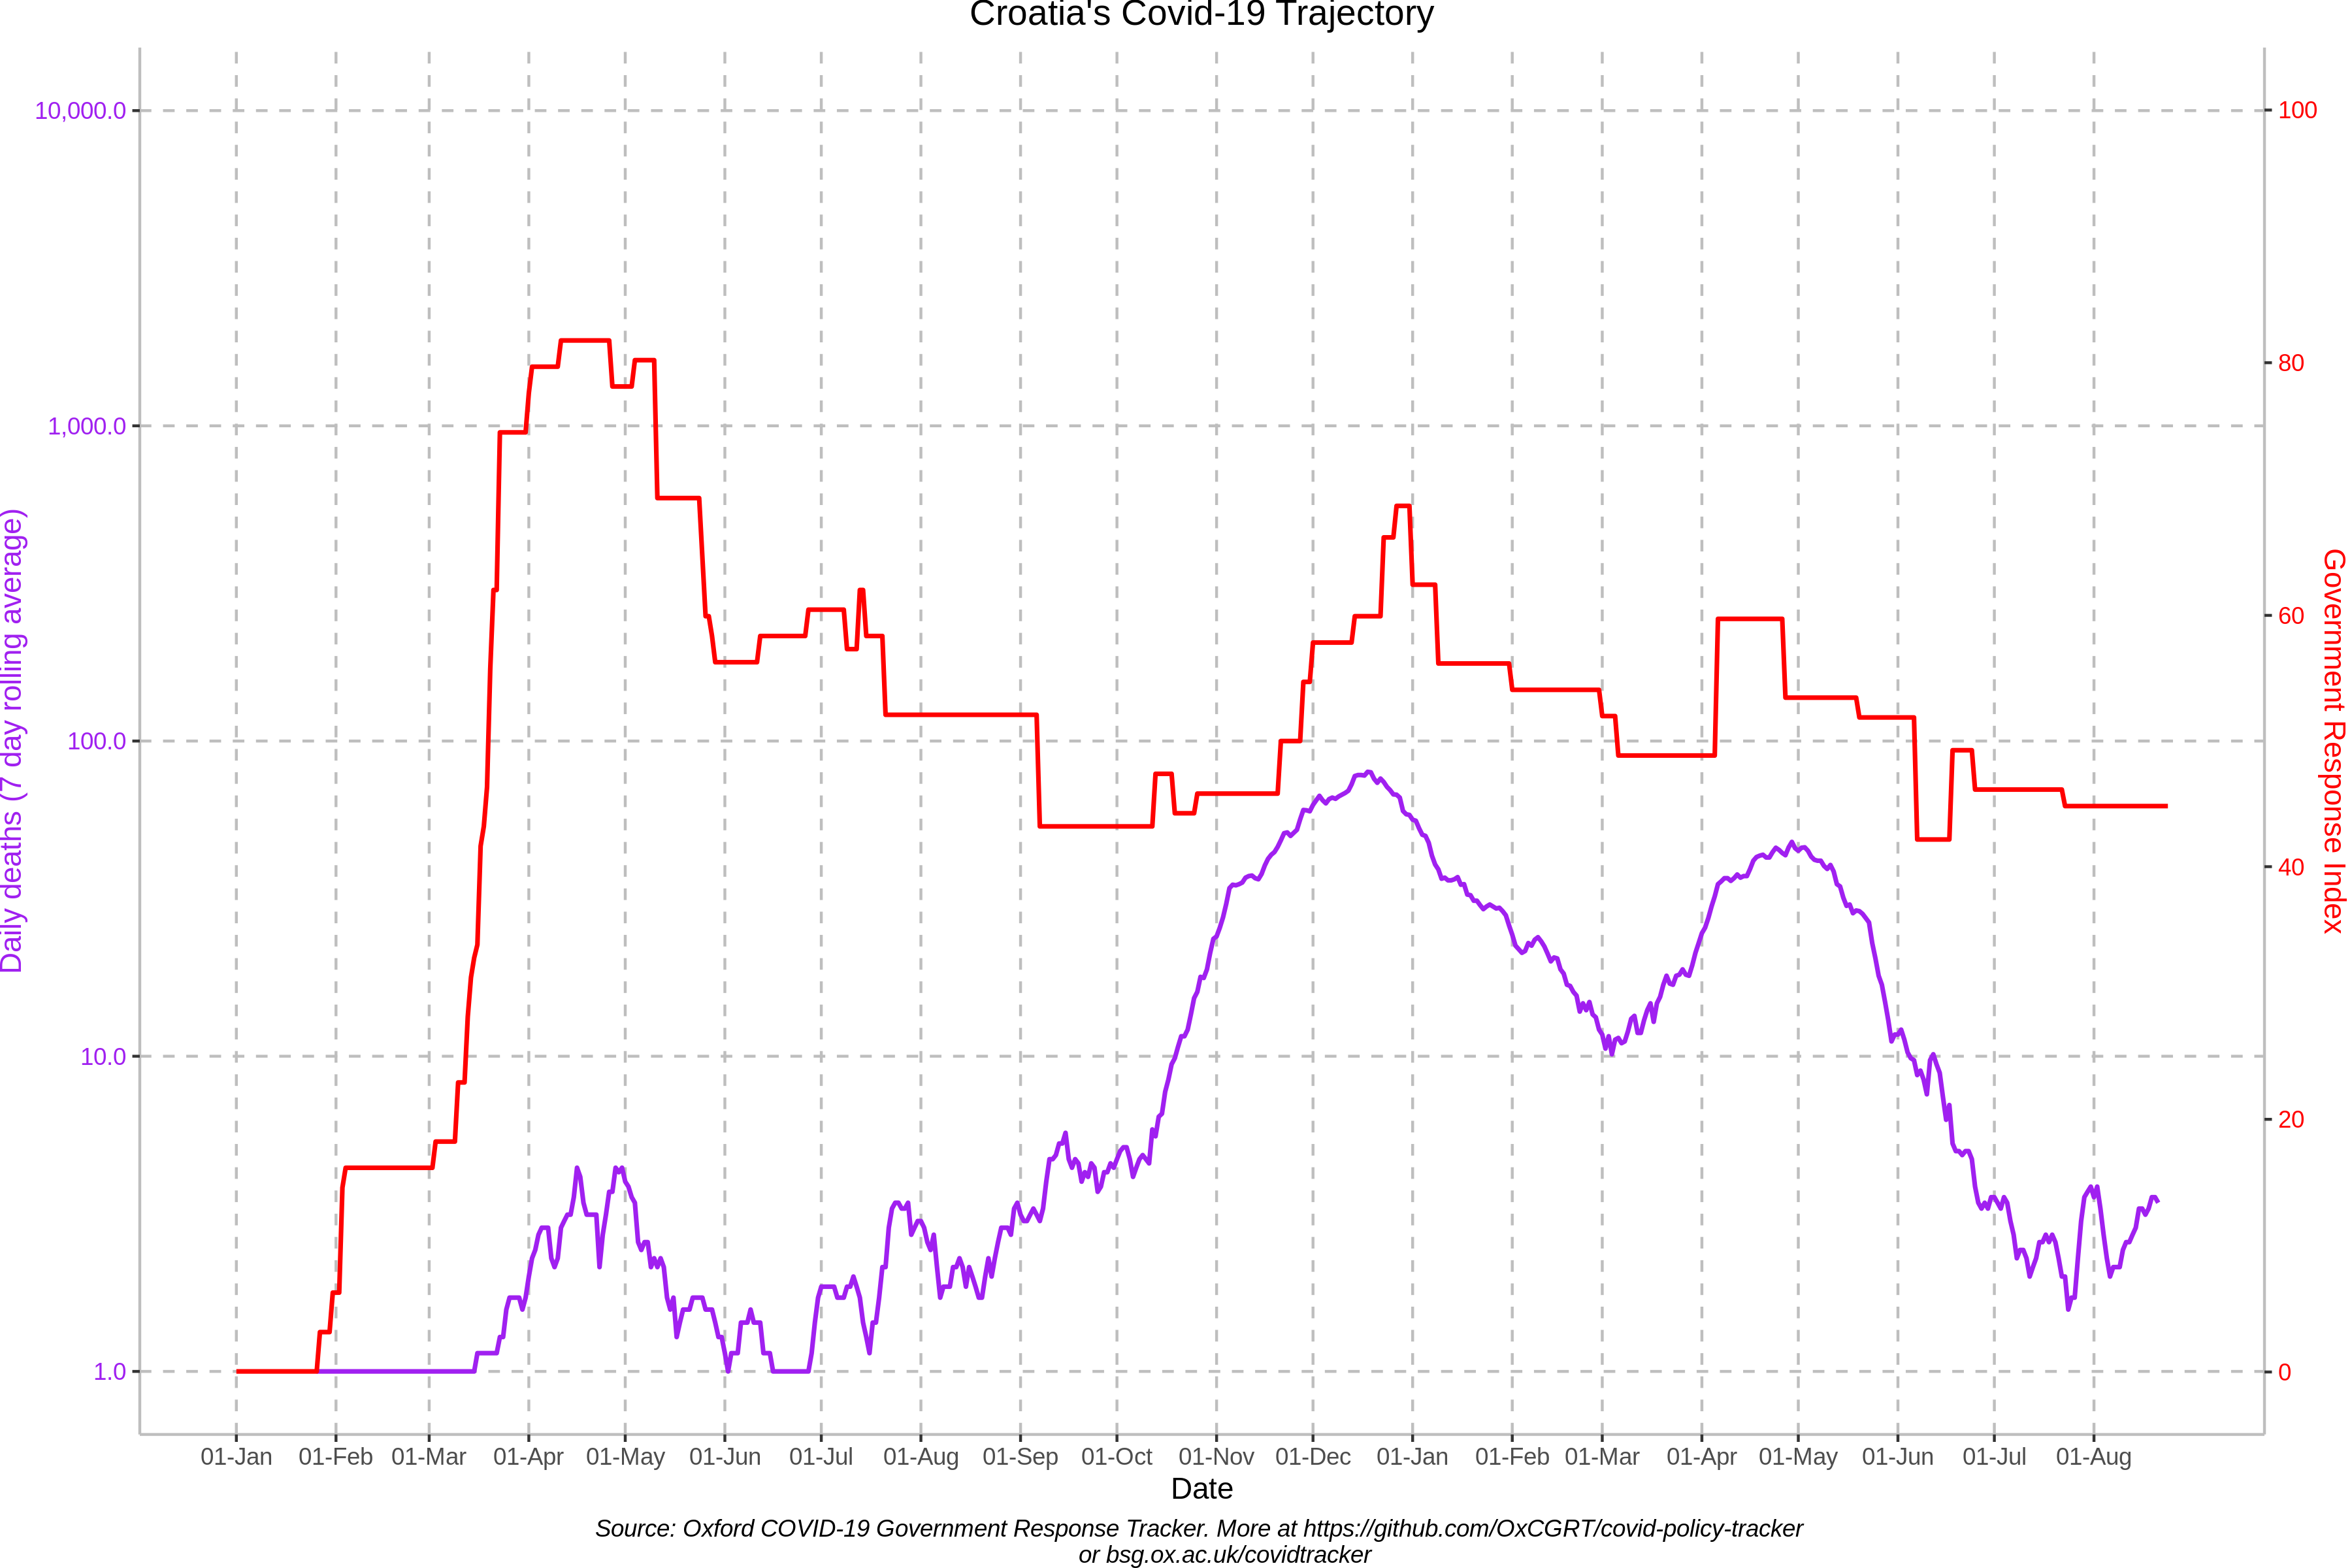 Croatia's Covid-19 Trajectory
10,000.0
1,000.0
100.0
10.0
1.0
Daily deaths (7 day rolling average)
100
80
60
40
20
0
Government Response Index
01-Jan 01-Feb 01-Mar 01-Apr 01-May 01-Jun 01-Jul 01-Aug 01-Sep 01-Oct 01-Nov 01-Dec 01-Jan 01-Feb 01-Mar 01-Apr 01-May 01-Jun 01-Jul 01-Aug
Date
Source: Oxford COVID-19 Government Response Tracker. More at https://github.com/OxCGRT/covid-policy-tracker
or bsg.ox.ac.uk/covidtracker